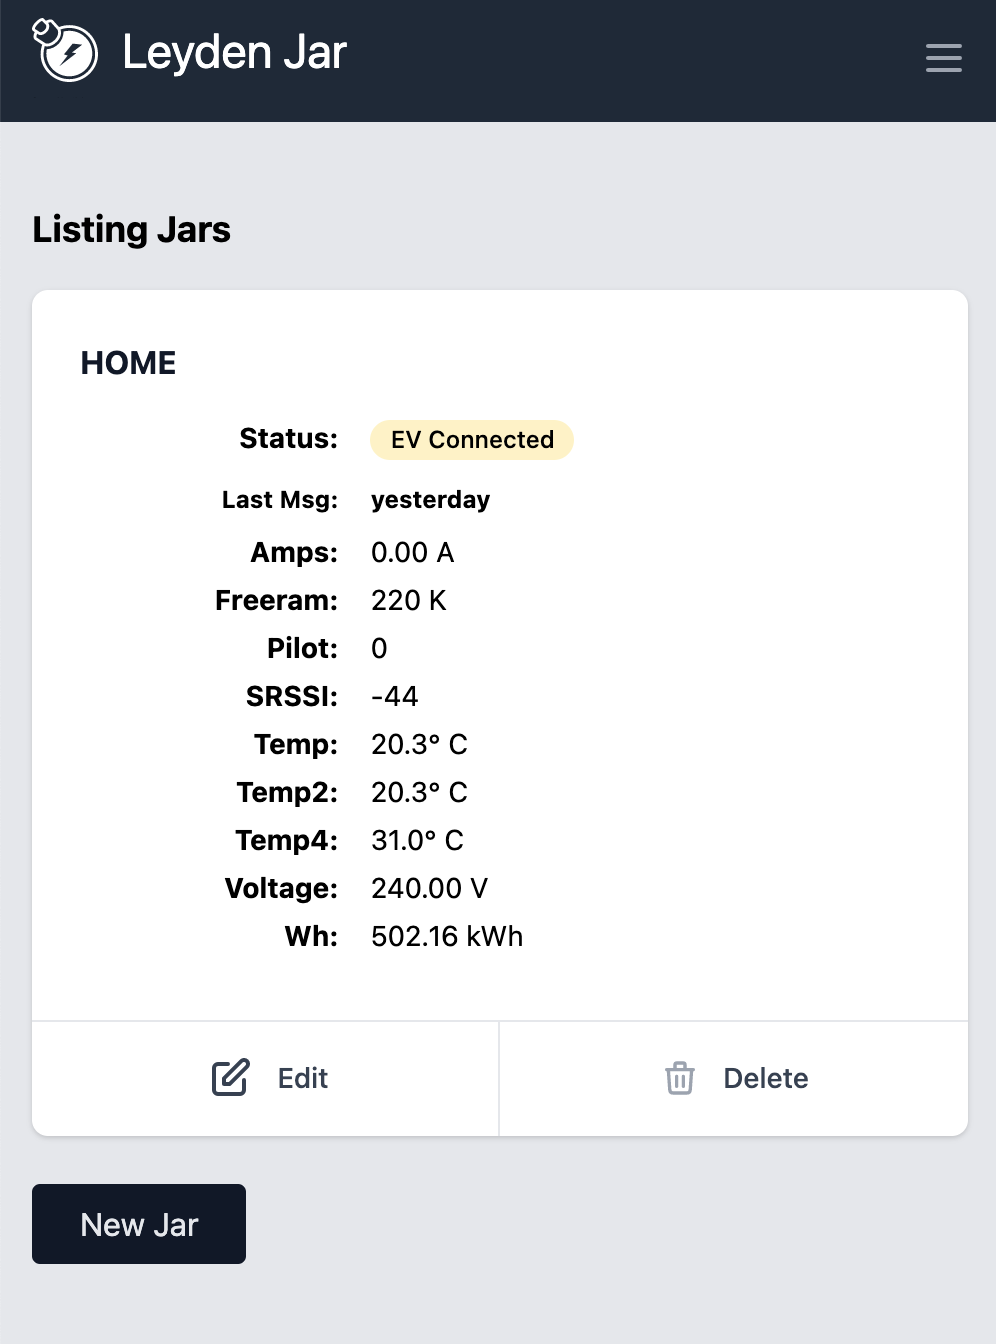 Leyden Jar
Listing Jars
HOME
Status: EV Connected
Last Msg: yesterday
Amps: 0.00 A
Freeram: 220 K
Pilot: 0
SRSSI: -44
Temp: 20.3° C
Temp2: 20.3° C
Temp4: 31.0° C
Voltage: 240.00 V
Wh: 502.16 kWh
Edit Delete
New Jar